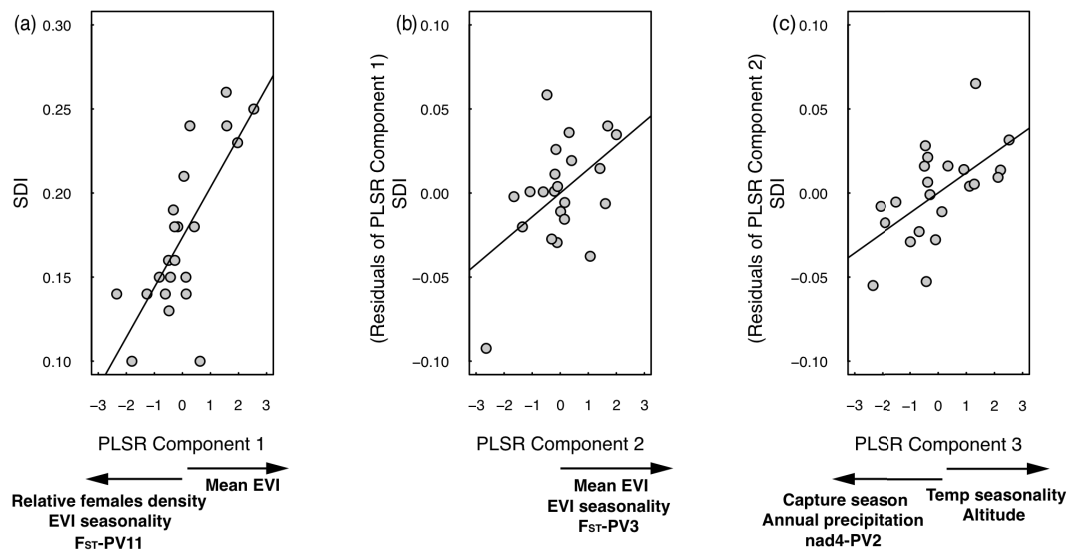 (a)
0.30
0.25
0.20
0.15
0.10
SDI
−3 −2 −1 0 1 2 3
PLSR Component 1
Mean EVI
Relative females density
EVI seasonality
FST-PV11
(b)
0.10
0.05
0.00
−0.05
−0.10
SDI
(Residuals of PLSR Component 1)
−3 −2 −1 0 1 2 3
PLSR Component 2
Mean EVI
EVI seasonality
FST-PV3
(c)
0.10
0.05
0.00
−0.05
−0.10
SDI
(Residuals of PLSR Component 2)
−3 −2 −1 0 1 2 3
PLSR Component 3
Capture season
Annual precipitation
nad4-PV2
Temp seasonality
Altitude